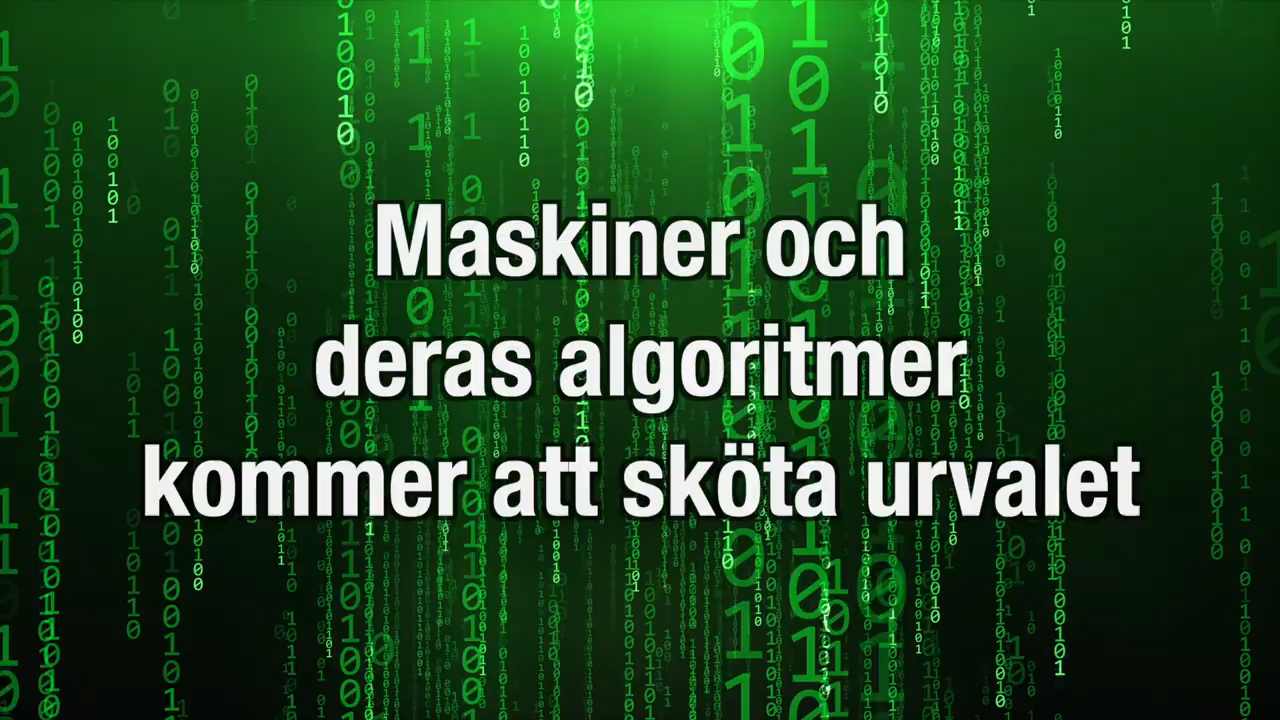 Maskiner och
deras algoritmer
kommer att sköta urvalet